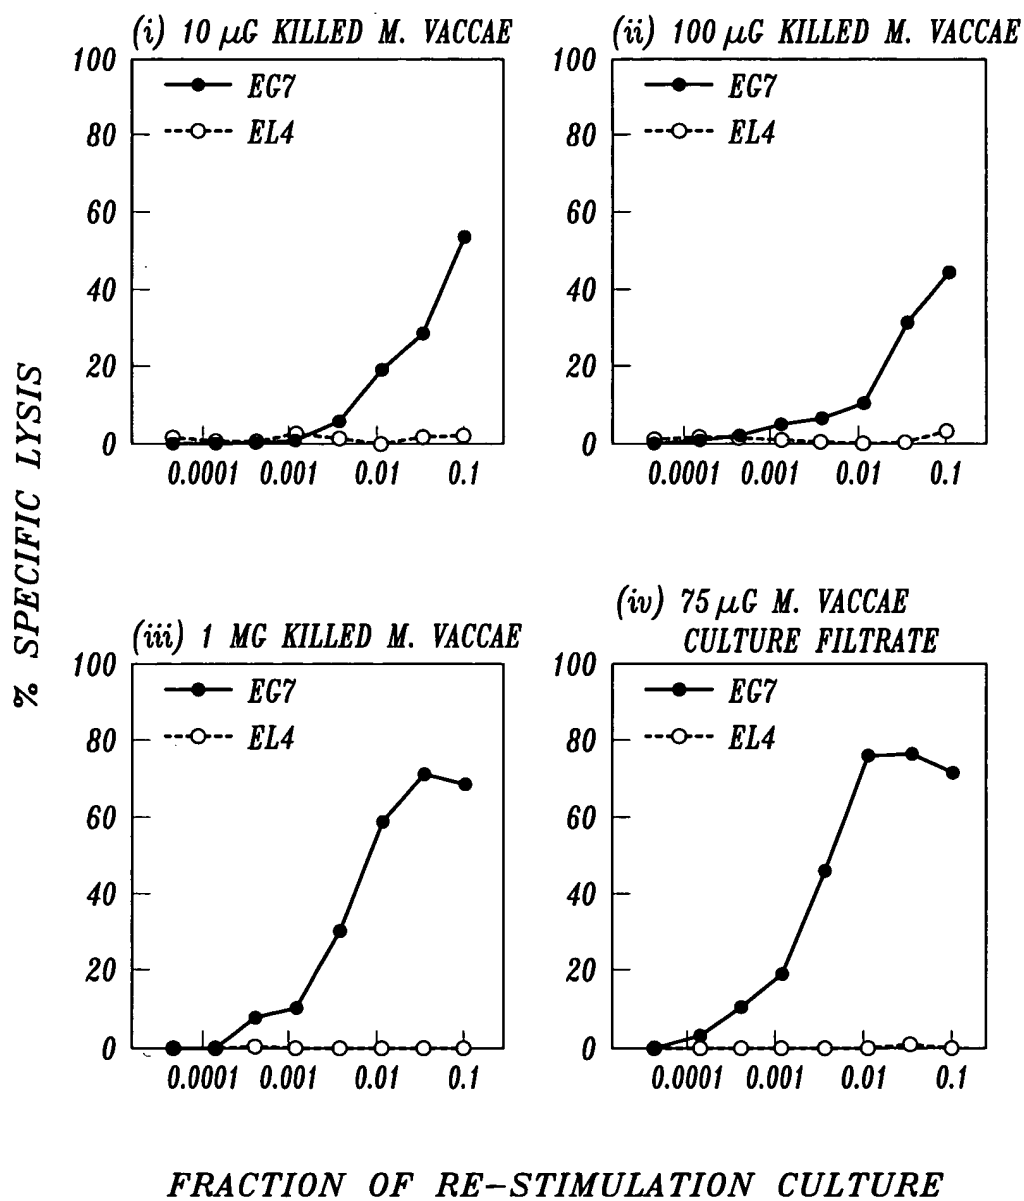 (i) 10 μG KILLED M. VACCAE
100
80
60
40
20
0
EG7
EL4
0.0001 0.001 0.01 0.1
(ii) 100 μG KILLED M. VACCAE
100
80
60
40
20
0
EG7
EL4
0.0001 0.001 0.01 0.1
% SPECIFIC LYSIS
(iii) 1 MG KILLED M. VACCAE
100
80
60
40
20
0
EG7
EL4
0.0001 0.001 0.01 0.1
(iv) 75 μG M. VACCAE
CULTURE FILTRATE
100
80
60
40
20
0
EG7
EL4
0.0001 0.001 0.01 0.1
FRACTION OF RE-STIMULATION CULTURE